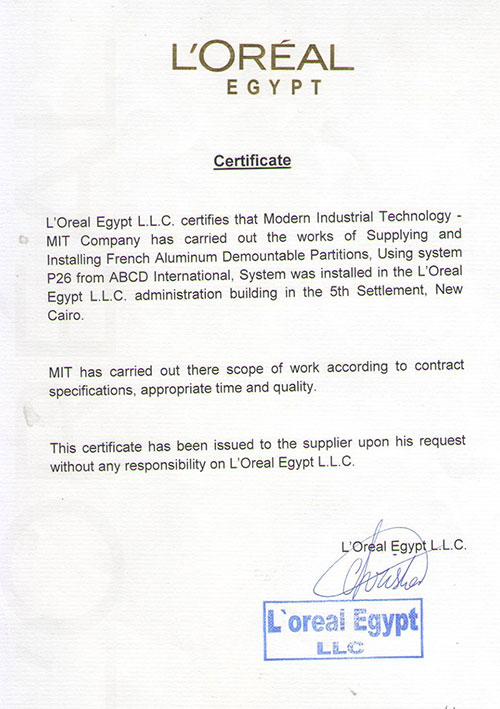 L'ORÉAL
EGYPT
Certificate
L'Oreal Egypt L.L.C. certifies that Modern Industrial Technology -
MIT Company has carried out the works of Supplying and
Installing French Aluminum Demountable Partitions, Using system
P26 from ABCD International, System was installed in the L'Oreal
Egypt L.L.C. administration building in the 5th Settlement, New
Cairo.
MIT has carried out there scope of work according to contract
specifications, appropriate time and quality.
This certificate has been issued to the supplier upon his request
without any responsibility on L'Oreal Egypt L.L.C.
L'Oreal Egypt L.L.C.
L`oreal Egypt
LLC